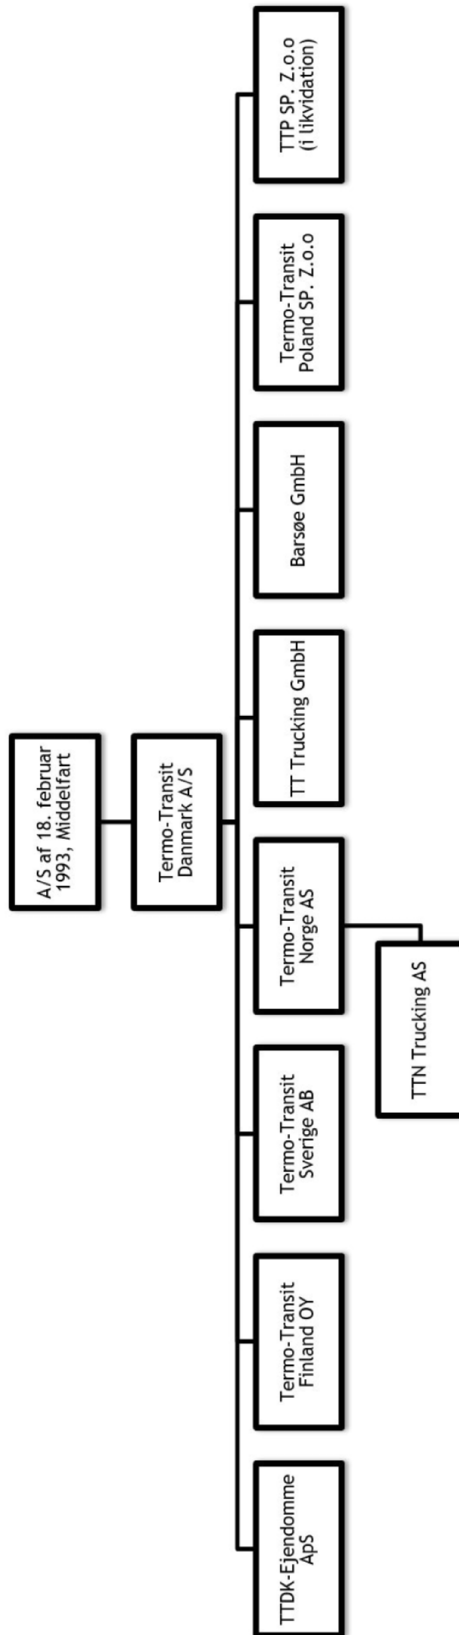 A/S af 18. februar
1993, Middelfart
Termo-Transit
Danmark A/S
TTDK-Ejendomme
ApS
Termo-Transit
Finland OY
Termo-Transit
Sverige AB
Termo-Transit
Norge AS
TTN Trucking AS
TT Trucking GmbH
Barsøe GmbH
Termo-Transit
Poland SP. Z.o.o
TTP SP. Z.o.o
(i likvidation)